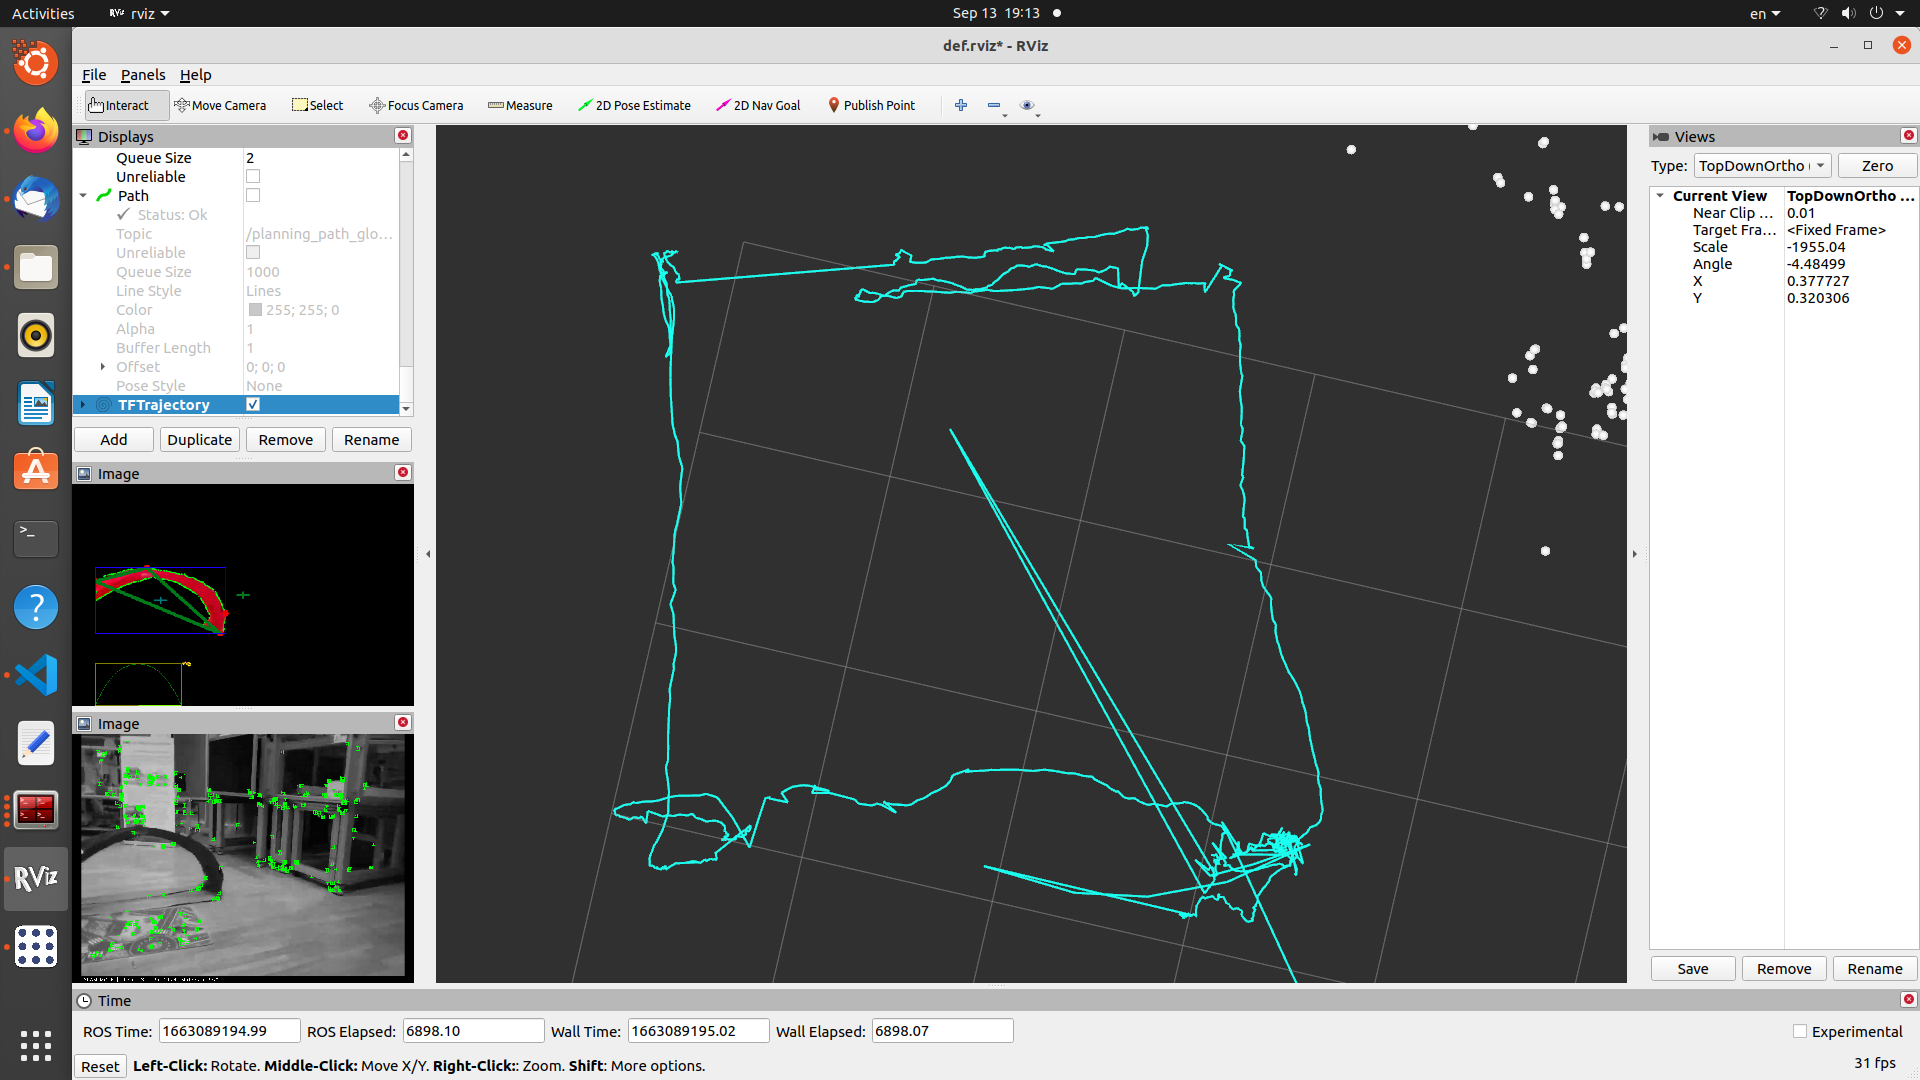 Activities
RViz rviz
Sep 13 19:13
en
def.rviz* - RViz
File Panels Help
Interact Move Camera Select Focus Camera Measure 2D Pose Estimate 2D Nav Goal Publish Point
Displays
Queue Size 2
Unreliable
Path
Status: Ok
Topic /planning_path_glo...
Unreliable
Queue Size 1000
Line Style Lines
Color 255; 255; 0
Alpha 1
Buffer Length 1
Offset 0; 0; 0
Pose Style None
TFTrajectory
Add Duplicate Remove Rename
Image
Image
RViz
Views
Type: TopDownOrtho ( Zero
Current View TopDownOrtho ...
Near Clip ... 0.01
Target Fra... <Fixed Frame>
Scale -1955.04
Angle -4.48499
X 0.377727
Y 0.320306
Save Remove Rename
Time
ROS Time: 1663089194.99 ROS Elapsed: 6898.10 Wall Time: 1663089195.02 Wall Elapsed: 6898.07
Experimental
Reset Left-Click: Rotate. Middle-Click: Move X/Y. Right-Click:: Zoom. Shift: More options.
31 fps